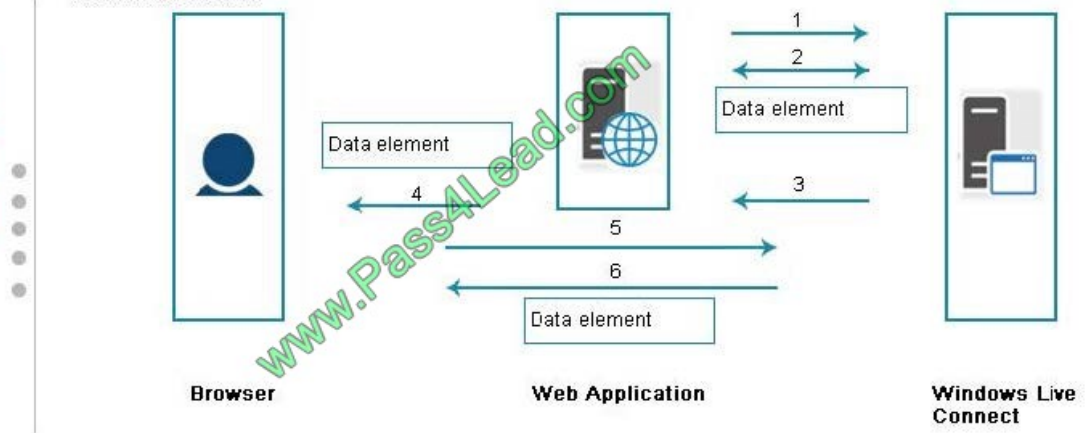 1
2
Data element
Data element
3
4
5
6
Data element
www.Pass4Lead.com
Browser
Web Application
Windows Live
Connect